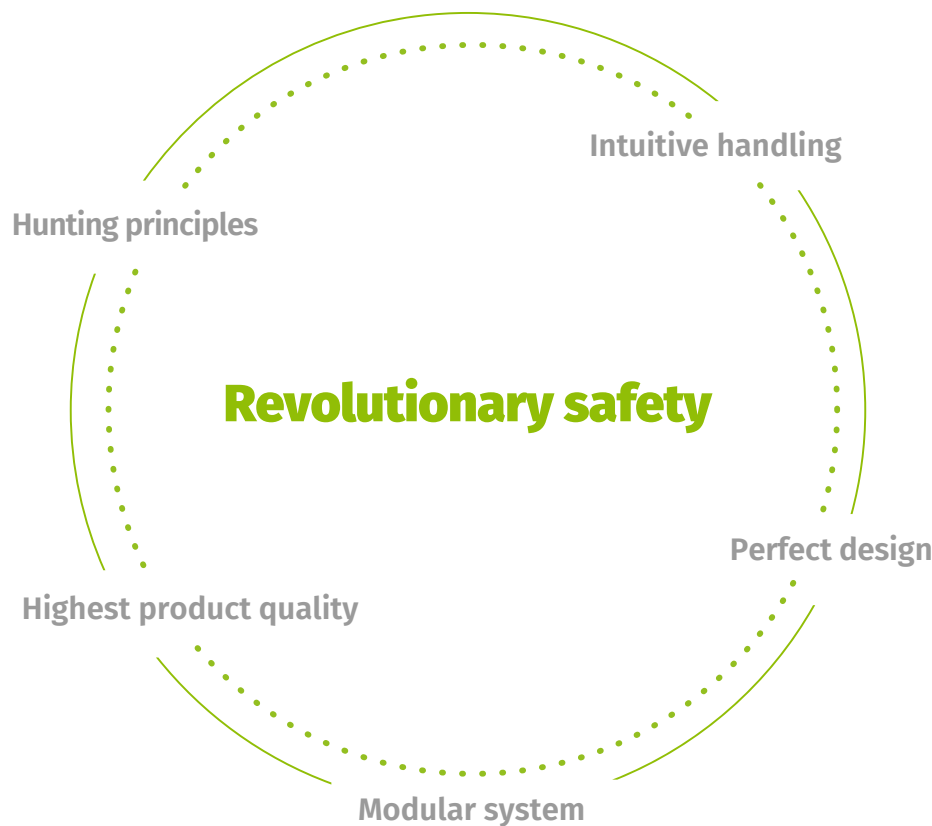 Intuitive handling
Hunting principles
Revolutionary safety
Perfect design
Highest product quality
Modular system